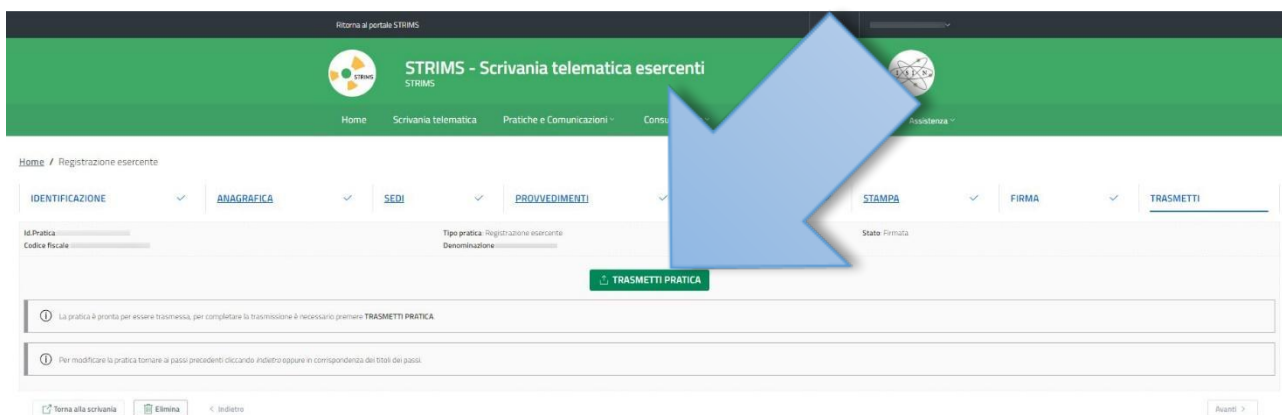 Ritorna al portale STRIMS
STRIMS
STRIMS - Scrivania telematica esercenti
STRIMS
Home Scrivania telematica Pratiche e Comunicazioni Consu Assistenza
Home / Registrazione esercente
IDENTIFICAZIONE ANAGRAFICA SEDI PROVVEDIMENTI STAMPA FIRMA TRASMETTI
Id.Pratica Tipo pratica: Registrazione esercente Stato: Firmata
Codice fiscale Denominazione
TRASMETTI PRATICA
La pratica è pronta per essere trasmessa, per completare la trasmissione è necessario premere TRASMETTI PRATICA
Per modificare la pratica tornare ai passi precedenti cliccando indietro oppure in corrispondenza dei titoli dei passi.
Torna alla scrivania Elimina < Indietro Avanti >